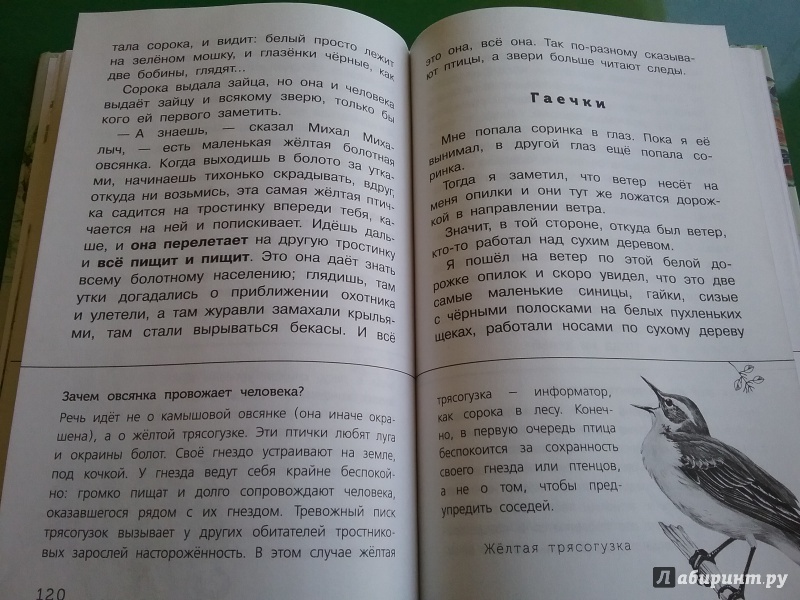 тала сорока, и видит: белый просто лежит
на зелёном мошку, и глазёнки чёрные, как
две бобины, глядят...
Сорока выдала зайца, но она и человека
выдаёт зайцу и всякому зверю, только бы
кого ей первого заметить.
— А знаешь, — сказал Михал Миха-
лыч, — есть маленькая жёлтая болотная
овсянка. Когда выходишь в болото за утка-
ми, начинаешь тихонько скрадывать, вдруг,
откуда ни возьмись, эта самая жёлтая птич-
ка садится на тростинку впереди тебя, ка-
чается на ней и попискивает. Идёшь даль-
ше, и она перелетает на другую тростинку
и всё пищит и пищит. Это она даёт знать
всему болотному населению; глядишь, там
утки догадались о приближении охотника
и улетели, а там журавли замахали крылья-
ми, там стали вырываться бекасы. И всё
Зачем овсянка провожает человека?
Речь идёт не о камышовой овсянке (она иначе окра-
шена), а о жёлтой трясогузке. Эти птички любят луга
и окраины болот. Своё гнездо устраивают на земле,
под кочкой. У гнезда ведут себя крайне беспокой-
но: громко пищат и долго сопровождают человека,
оказавшегося рядом с их гнездом. Тревожный писк
трясогузок вызывает у других обитателей тростнико-
вых зарослей насторожённость. В этом случае жёлтая
120
это она, всё она. Так по-разному сказыва-
ют птицы, а звери больше читают следы.
Гаечки
Мне попала соринка в глаз. Пока я её
вынимал, в другой глаз ещё попала со-
ринка.
Тогда я заметил, что ветер несёт на
меня опилки и они тут же ложатся дорож-
кой в направлении ветра.
Значит, в той стороне, откуда был ветер,
кто-то работал над сухим деревом.
Я пошёл на ветер по этой белой до-
рожке опилок и скоро увидел, что это две
самые маленькие синицы, гайки, сизые
с чёрными полосками на белых пухленьких
щеках, работали носами по сухому дереву
трясогузка — информатор,
как сорока в лесу. Конеч-
но, в первую очередь птица
беспокоится за сохранность
своего гнезда или птенцов,
а не о том, чтобы пред-
упредить соседей.
Жёлтая трясогузка
Лабиринт.ру